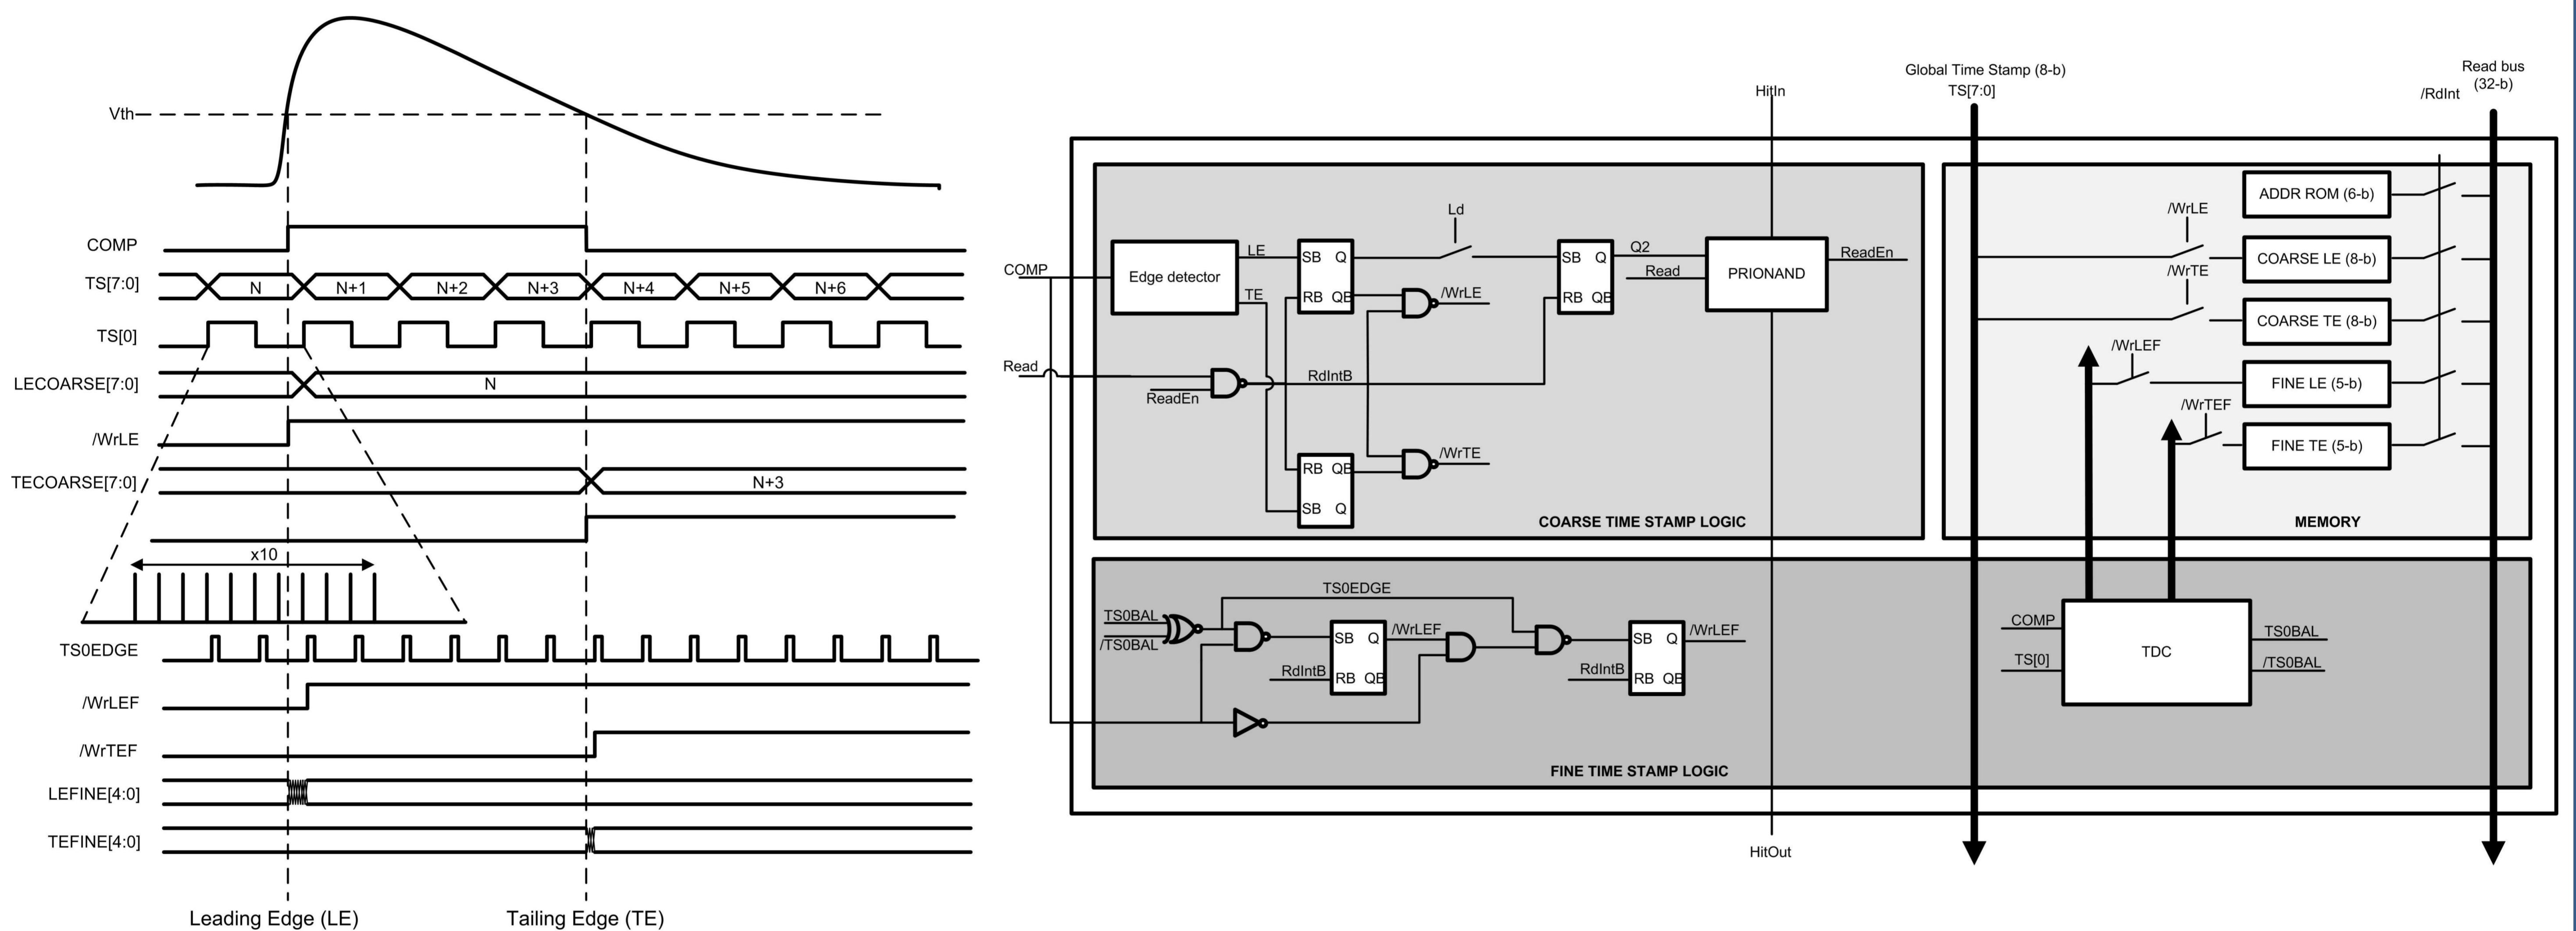 Vth
COMP
TS[7:0]
N
N+1
N+2
N+3
N+4
N+5
N+6
TS[0]
LECOARSE[7:0]
N
/WrLE
TECOARSE[7:0]
N+3
x10
TS0EDGE
/WrLEF
/WrTEF
LEFINE[4:0]
TEFINE[4:0]
Leading Edge (LE)
Tailing Edge (TE)
HitIn
Global Time Stamp (8-b)
TS[7:0]
/RdInt
Read bus
(32-b)
COMP
Edge detector
LE
TE
SB Q
RB QB
Ld
/WrLE
SB Q
RB QB
Q2
Read
PRIONAND
ReadEn
Read
ReadEn
RdIntB
RB QB
SB Q
/WrTE
COARSE TIME STAMP LOGIC
ADDR ROM (6-b)
/WrLE
COARSE LE (8-b)
/WrTE
COARSE TE (8-b)
/WrLEF
FINE LE (5-b)
/WrTEF
FINE TE (5-b)
MEMORY
TS0EDGE
TS0BAL
/TS0BAL
SB Q
RdIntB
RB QB
/WrLEF
SB Q
RdIntB
RB QB
/WrLEF
FINE TIME STAMP LOGIC
COMP
TS[0]
TDC
TS0BAL
/TS0BAL
HitOut